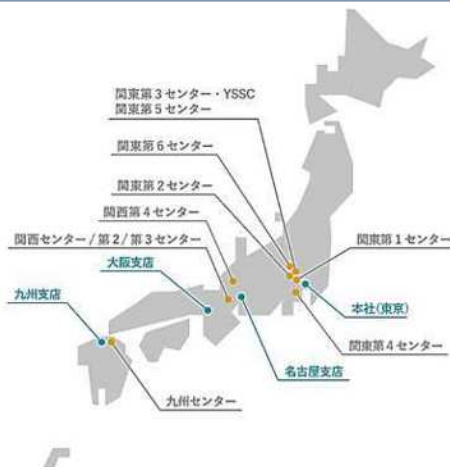 関東第3センター・YSSC
関東第5センター
関東第6センター
関東第2センター
関西第4センター
関西センター / 第2 / 第3センター
関東第1センター
大阪支店
九州支店
本社(東京)
関東第4センター
名古屋支店
九州センター